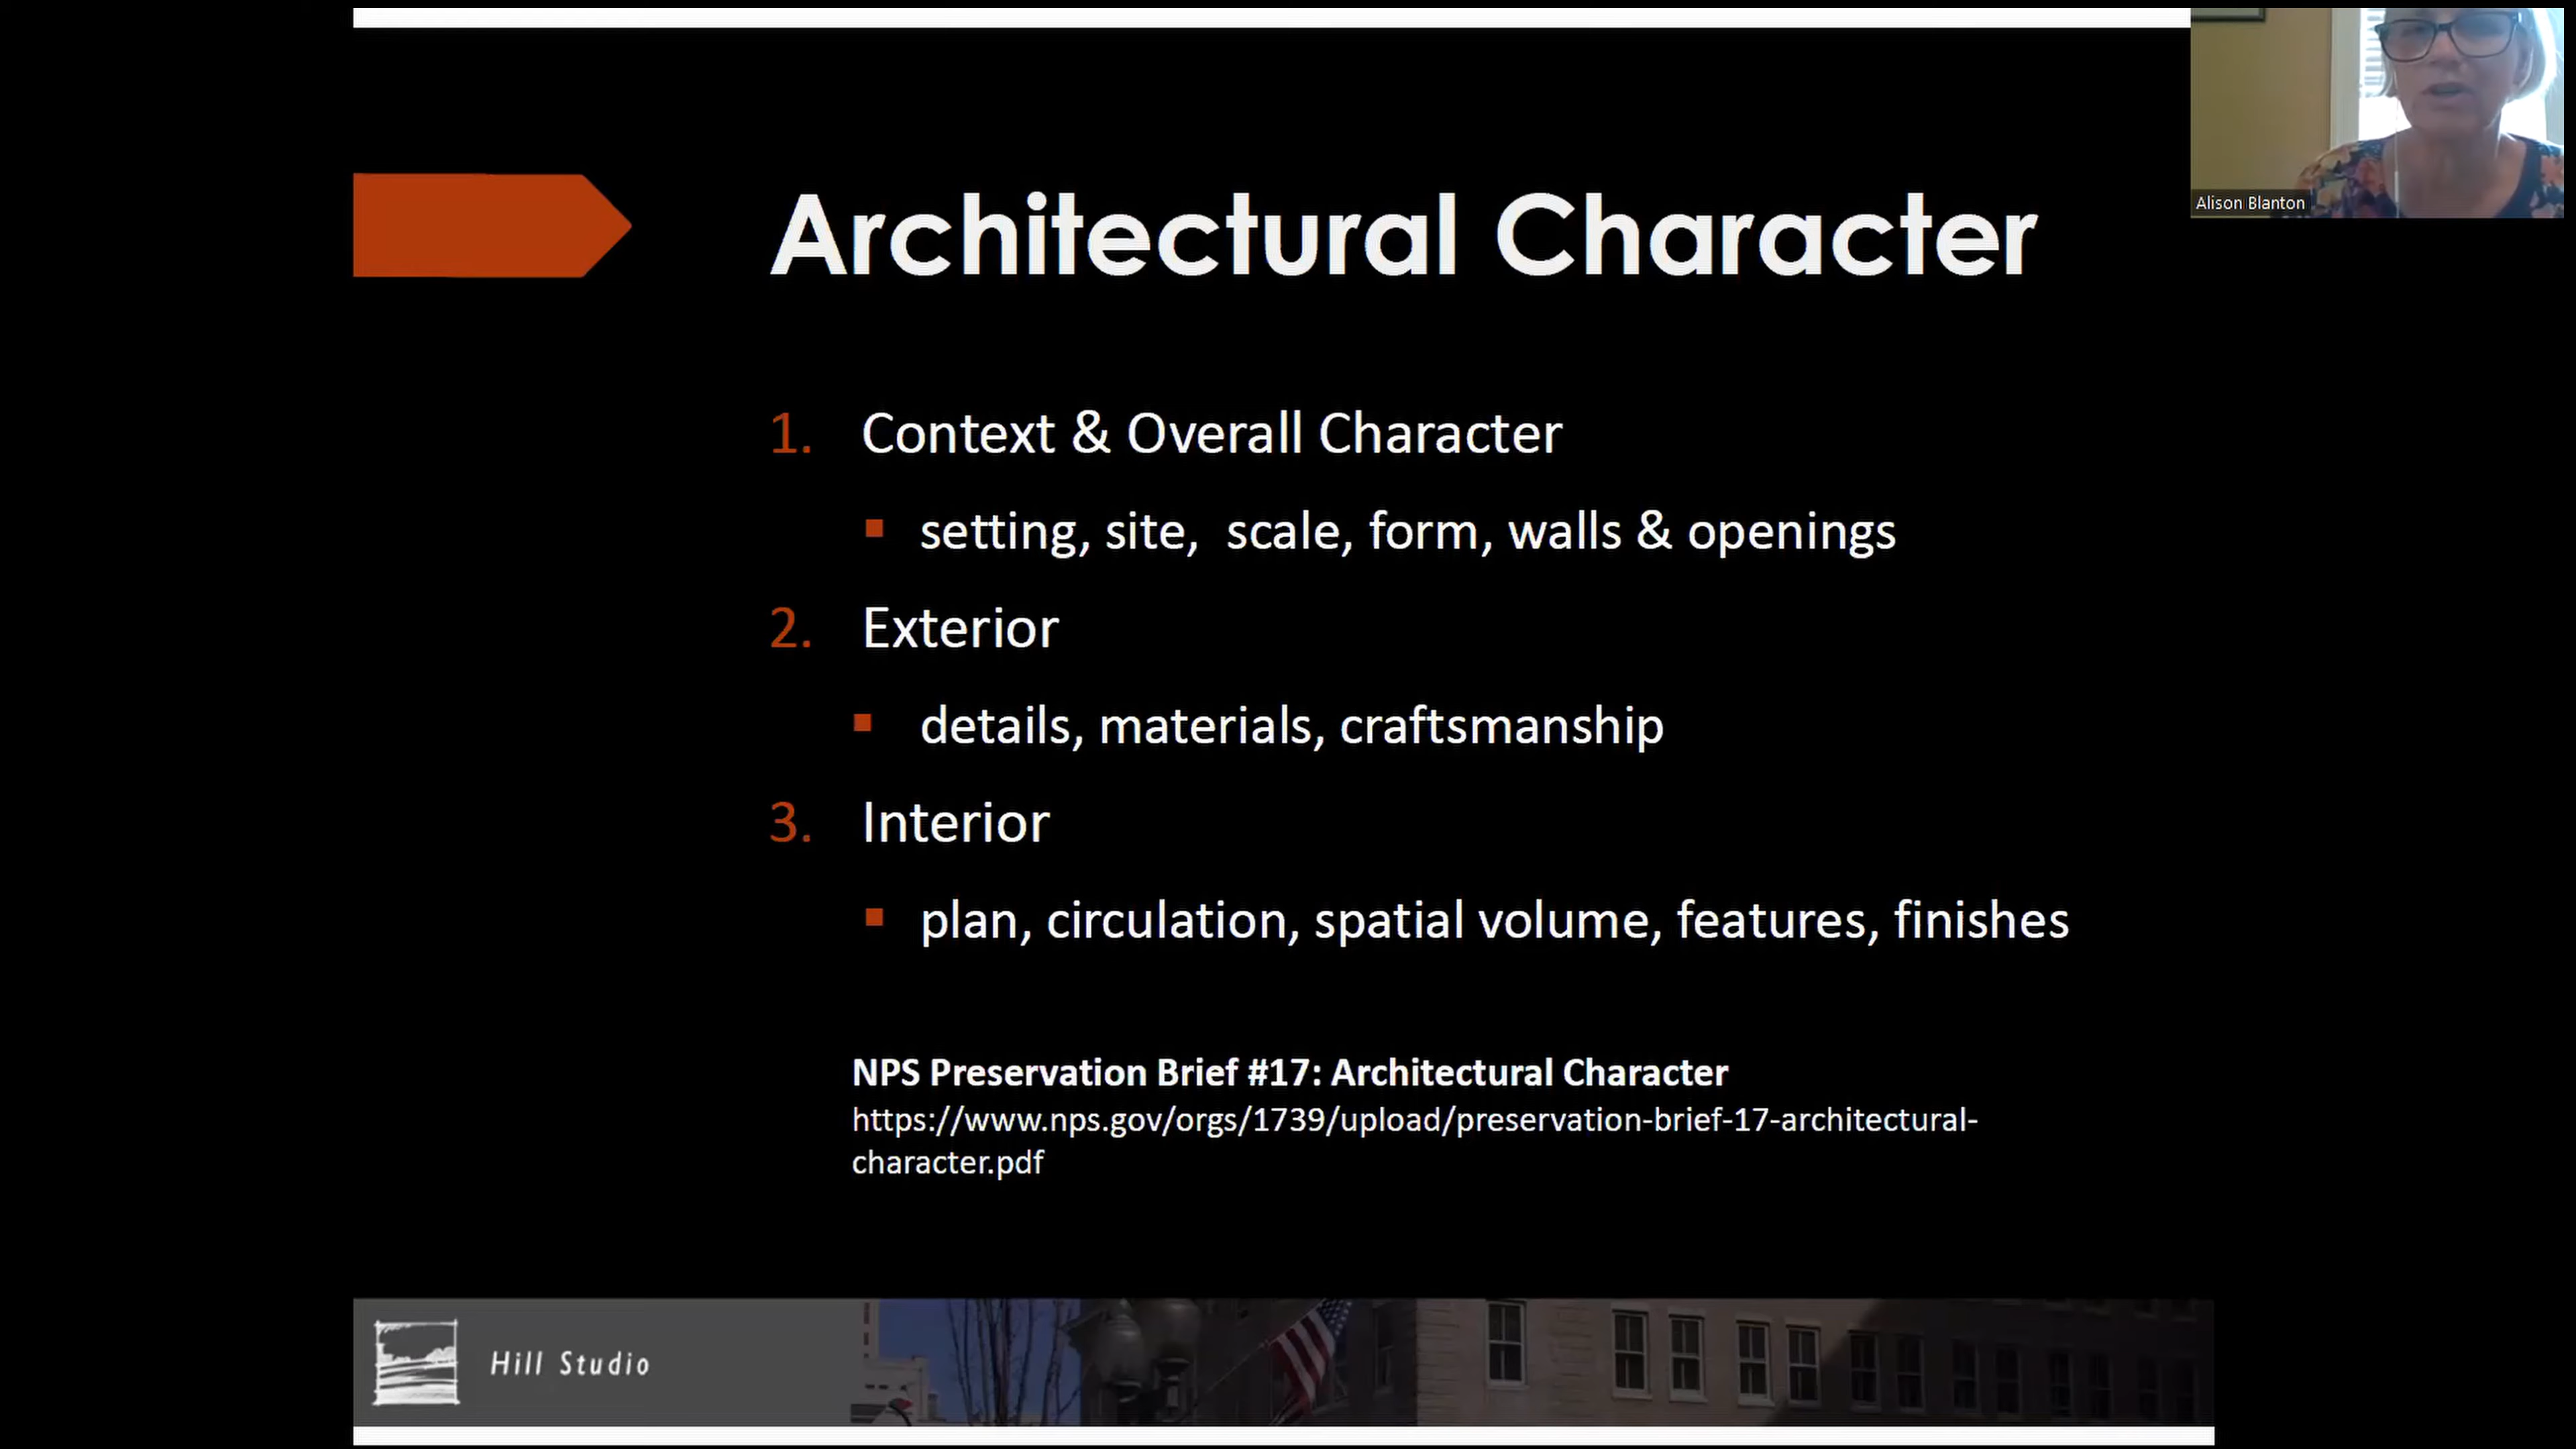 Architectural Character
Alison Blanton
1. Context & Overall Character
setting, site,  scale, form, walls & openings
2. Exterior
details, materials, craftsmanship
3. Interior
plan, circulation, spatial volume, features, finishes
NPS Preservation Brief #17: Architectural Character
https://www.nps.gov/orgs/1739/upload/preservation-brief-17-architectural-
character.pdf
Hill Studio